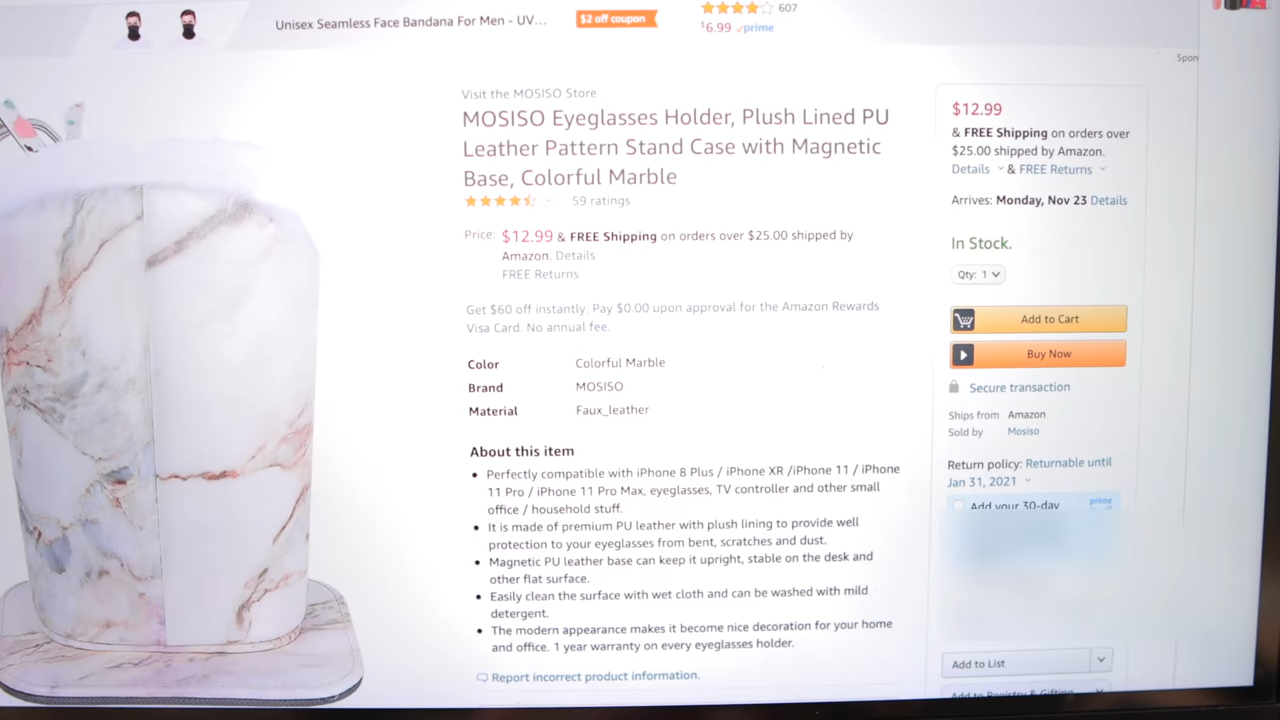 Unisex Seamless Face Bandana For Men - UV...
$2 off coupon
607
$6.99 prime
Spon
Visit the MOSISO Store
MOSISO Eyeglasses Holder, Plush Lined PU
Leather Pattern Stand Case with Magnetic
Base, Colorful Marble
59 ratings
Price: $12.99 & FREE Shipping on orders over $25.00 shipped by
Amazon. Details
FREE Returns
Get $60 off instantly: Pay $0.00 upon approval for the Amazon Rewards
Visa Card. No annual fee.
Color Colorful Marble
Brand MOSISO
Material Faux_leather
About this item
• Perfectly compatible with iPhone 8 Plus / iPhone XR /iPhone 11 / iPhone
11 Pro / iPhone 11 Pro Max, eyeglasses, TV controller and other small
office / household stuff.
• It is made of premium PU leather with plush lining to provide well
protection to your eyeglasses from bent, scratches and dust.
• Magnetic PU leather base can keep it upright, stable on the desk and
other flat surface.
• Easily clean the surface with wet cloth and can be washed with mild
detergent.
• The modern appearance makes it become nice decoration for your home
and office. 1 year warranty on every eyeglasses holder.
Report incorrect product information.
$12.99
& FREE Shipping on orders over
$25.00 shipped by Amazon.
Details & FREE Returns
Arrives: Monday, Nov 23 Details
In Stock.
Qty: 1
Add to Cart
Buy Now
Secure transaction
Ships from Amazon
Sold by Mosiso
Return policy: Returnable until
Jan 31, 2021
Add your 30-day prime
Add to List
Add to Registry & Gifting